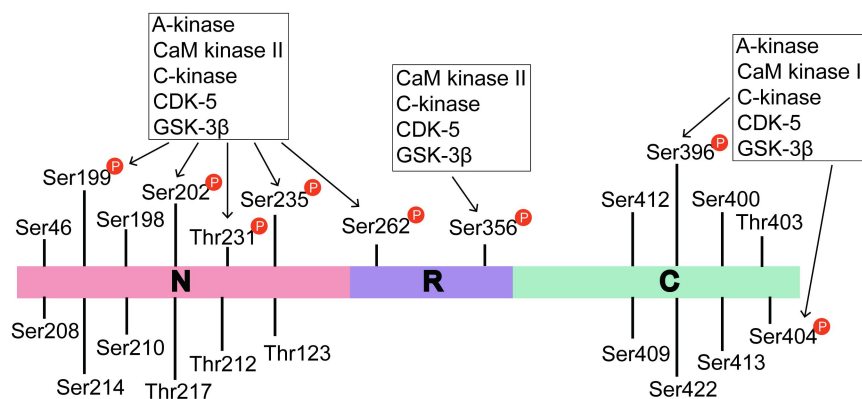 A-kinase
CaM kinase II
C-kinase
CDK-5
GSK-3β
CaM kinase II
C-kinase
CDK-5
GSK-3β
A-kinase
CaM kinase I
C-kinase
CDK-5
GSK-3β
Ser199 P
Ser202 P
Ser235 P
Ser46
Ser198
Thr231 P
Ser262 P
Ser356 P
Ser396 P
Ser412
Ser400
Thr403
N
R
C
Ser208
Ser214
Ser210
Thr217
Thr212
Thr123
Ser409
Ser422
Ser413
Ser404 P